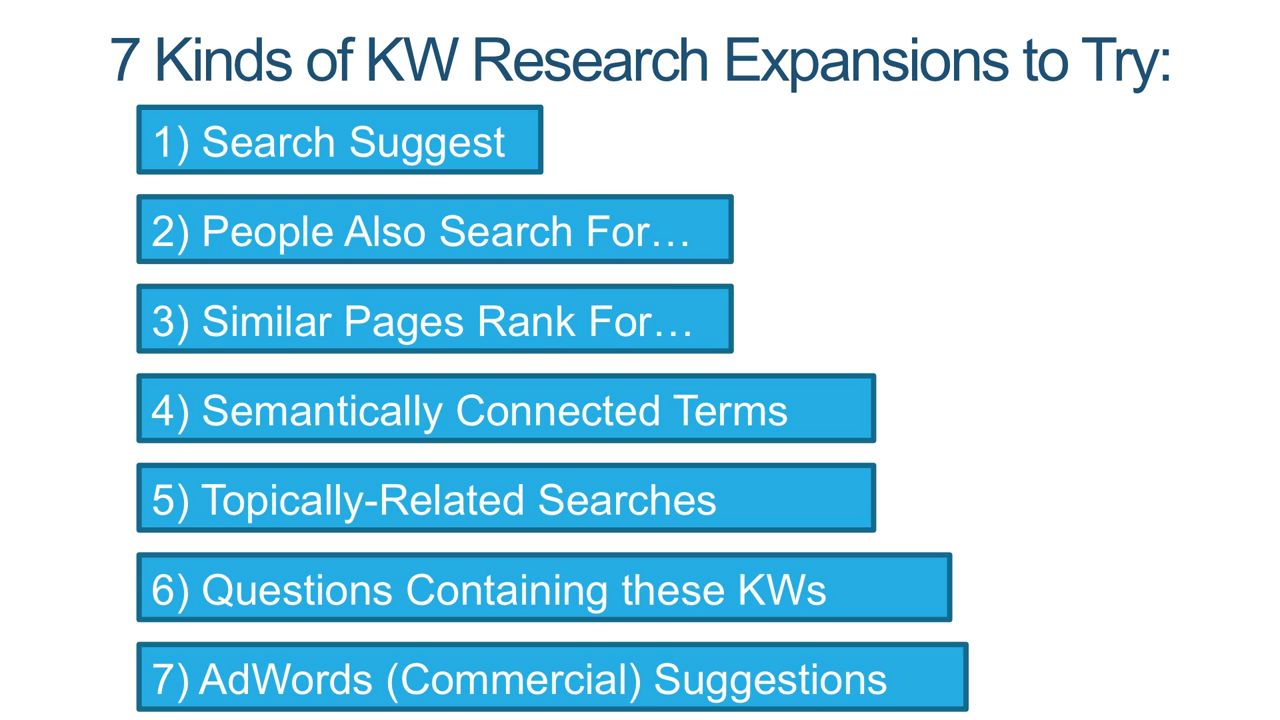 7 Kinds of KW Research Expansions to Try:
1) Search Suggest
2) People Also Search For…
3) Similar Pages Rank For…
4) Semantically Connected Terms
5) Topically-Related Searches
6) Questions Containing these KWs
7) AdWords (Commercial) Suggestions